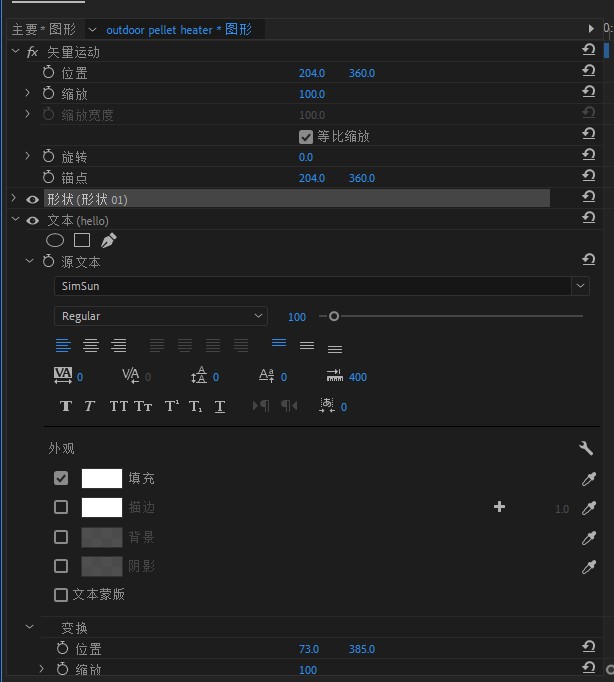 主要 * 图形 outdoor pellet heater * 图形 0:
fx 矢量运动
位置 204.0 360.0
缩放 100.0
缩放宽度 100.0
等比缩放
旋转 0.0
锚点 204.0 360.0
形状 (形状 01)
文本 (hello)
源文本
SimSun
Regular 100
VA 0 V/A 0 A A 0 Aa 0 400
T T TT Tт T¹ T₁ T ¶ ¶ あ 0
外观
填充
描边 1.0
背景
阴影
文本蒙版
变换
位置 73.0 385.0
缩放 100